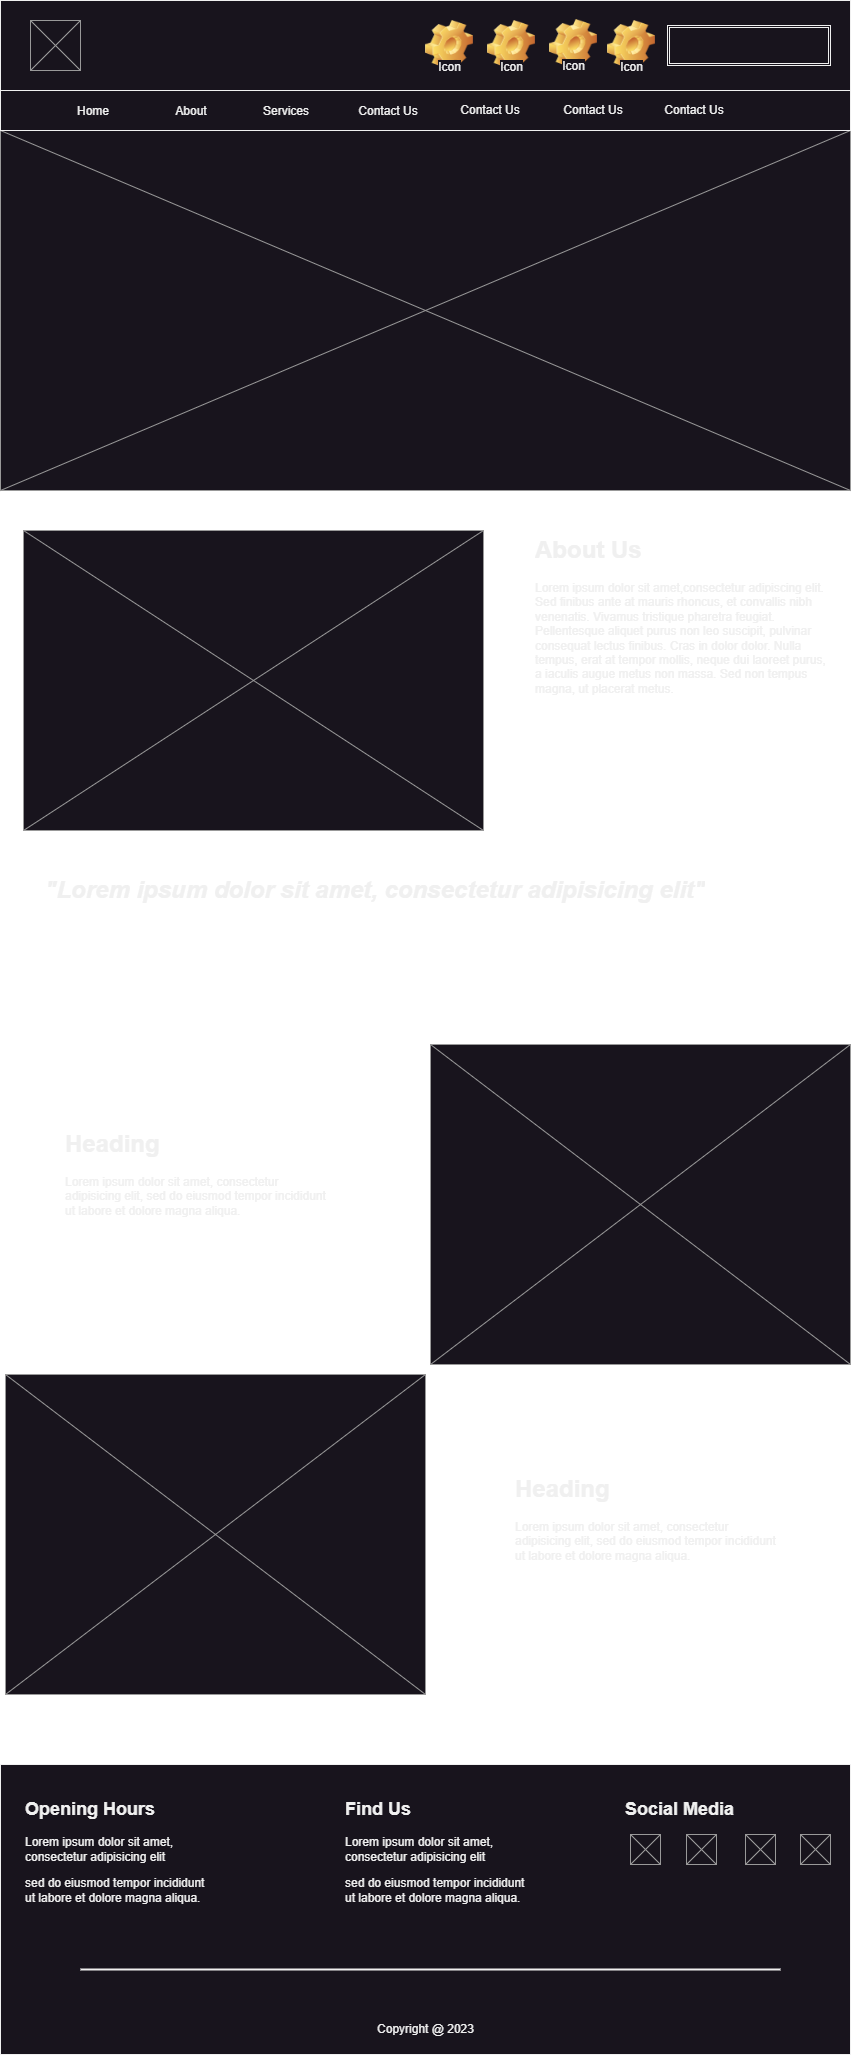 Icon Icon Icon Icon
Home About Services Contact Us Contact Us Contact Us Contact Us
About Us
Lorem ipsum dolor sit amet,consectetur adipiscing elit.
Sed finibus ante at mauris rhoncus, et convallis nibh
venenatis. Vivamus tristique pharetra feugiat.
Pellentesque aliquet purus non leo suscipit, pulvinar
consequat lectus finibus. Cras in dolor dolor. Nulla
tempus, erat at tempor mollis, neque dui laoreet purus,
a iaculis augue metus non massa. Sed non tempus
magna, ut placerat metus.
"Lorem ipsum dolor sit amet, consectetur adipisicing elit"
Heading
Lorem ipsum dolor sit amet, consectetur
adipisicing elit, sed do eiusmod tempor incididunt
ut labore et dolore magna aliqua.
Heading
Lorem ipsum dolor sit amet, consectetur
adipisicing elit, sed do eiusmod tempor incididunt
ut labore et dolore magna aliqua.
Opening Hours
Lorem ipsum dolor sit amet,
consectetur adipisicing elit
sed do eiusmod tempor incididunt
ut labore et dolore magna aliqua.
Find Us
Lorem ipsum dolor sit amet,
consectetur adipisicing elit
sed do eiusmod tempor incididunt
ut labore et dolore magna aliqua.
Social Media
Copyright @ 2023